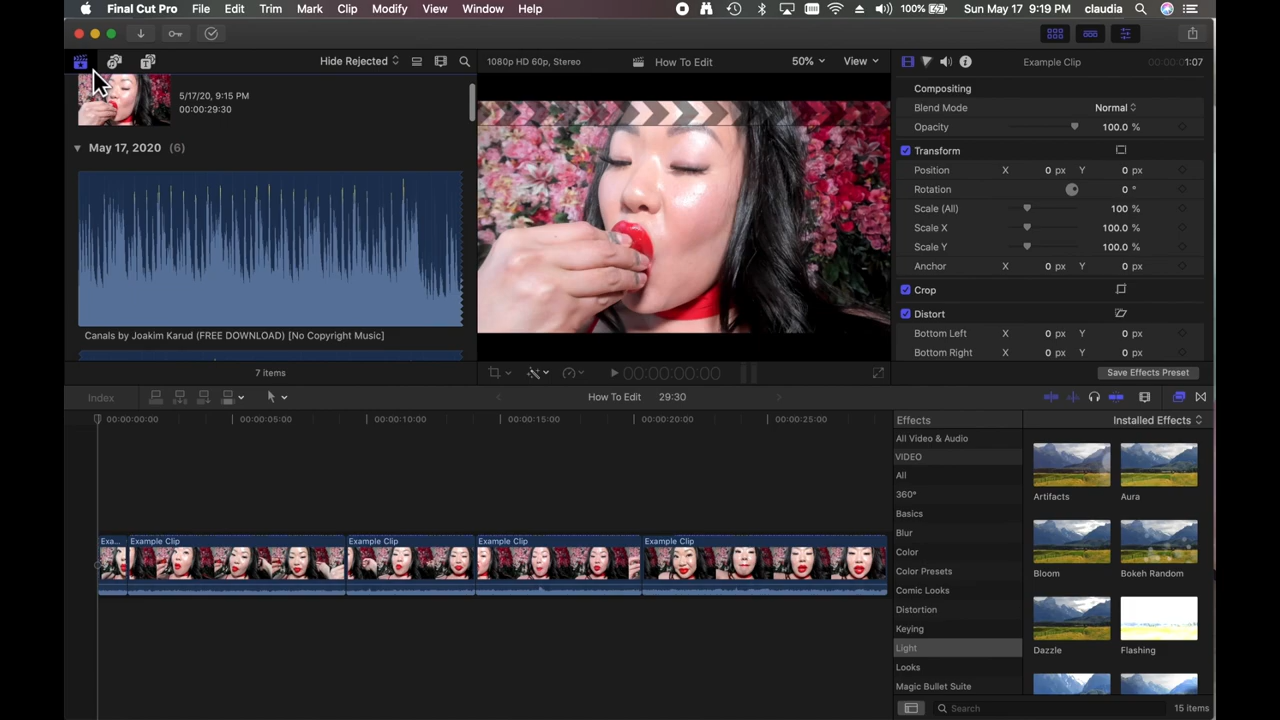 Final Cut Pro File Edit Trim Mark Clip Modify View Window Help 100% Sun May 17 9:19 PM claudia
Hide Rejected 1080p HD 60p, Stereo How To Edit 50% View Example Clip 1:07
5/17/20, 9:15 PM
00:00:29:30
May 17, 2020 (6)
Canals by Joakim Karud (FREE DOWNLOAD) [No Copyright Music]
7 items
00:00:00:00
Compositing
Blend Mode Normal
Opacity 100.0 %
Transform
Position X 0 px Y 0 px
Rotation 0 °
Scale (All) 100 %
Scale X 100.0 %
Scale Y 100.0 %
Anchor X 0 px Y 0 px
Crop
Distort
Bottom Left X 0 px Y 0 px
Bottom Right X 0 px Y 0 px
Save Effects Preset
Index How To Edit 29:30
00:00:00:00 00:00:05:00 00:00:10:00 00:00:15:00 00:00:20:00 00:00:25:00
Exa... Example Clip Example Clip Example Clip Example Clip
Effects Installed Effects
All Video & Audio
VIDEO
All
360°
Basics
Blur
Color
Color Presets
Comic Looks
Distortion
Keying
Light
Looks
Magic Bullet Suite
Artifacts Aura
Bloom Bokeh Random
Dazzle Flashing
Search 15 items